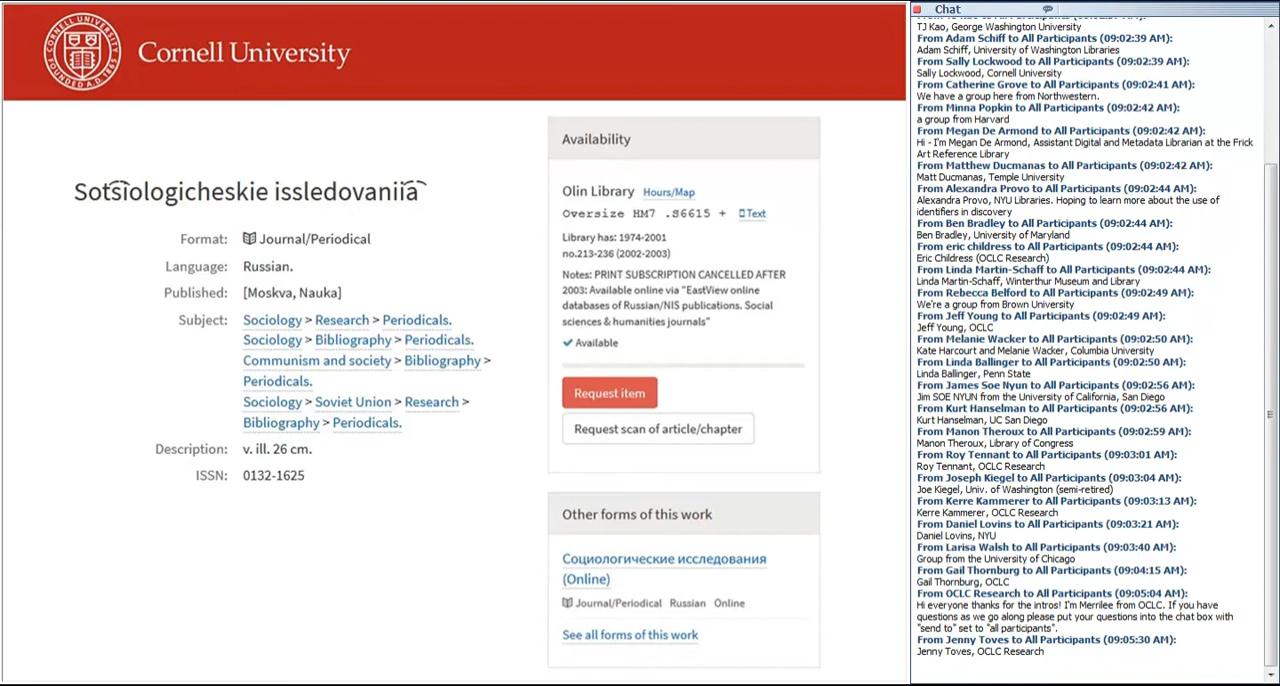 CORNELL UNIVERSITY
FOUNDED A.D. 1865
Cornell University
Sot͡siologicheskie issledovanii͡a
Format: Journal/Periodical
Language: Russian.
Published: [Moskva, Nauka]
Subject: Sociology > Research > Periodicals.
Sociology > Bibliography > Periodicals.
Communism and society > Bibliography >
Periodicals.
Sociology > Soviet Union > Research >
Bibliography > Periodicals.
Description: v. ill. 26 cm.
ISSN: 0132-1625
Availability
Olin Library Hours/Map
Oversize HM7 .S6615 + Text
Library has: 1974-2001
no.213-236 (2002-2003)
Notes: PRINT SUBSCRIPTION CANCELLED AFTER
2003: Available online via "EastView online
databases of Russian/NIS publications. Social
sciences & humanities journals"
Available
Request item
Request scan of article/chapter
Other forms of this work
Социологические исследования
(Online)
Journal/Periodical Russian Online
See all forms of this work
Chat
TJ Kao, George Washington University
From Adam Schiff to All Participants (09:02:39 AM):
Adam Schiff, University of Washington Libraries
From Sally Lockwood to All Participants (09:02:39 AM):
Sally Lockwood, Cornell University
From Catherine Grove to All Participants (09:02:41 AM):
We have a group here from Northwestern.
From Minna Popkin to All Participants (09:02:42 AM):
a group from Harvard
From Megan De Armond to All Participants (09:02:42 AM):
Hi - I'm Megan De Armond, Assistant Digital and Metadata Librarian at the Frick
Art Reference Library
From Matthew Ducmanas to All Participants (09:02:42 AM):
Matt Ducmanas, Temple University
From Alexandra Provo to All Participants (09:02:44 AM):
Alexandra Provo, NYU Libraries. Hoping to learn more about the use of
identifiers in discovery
From Ben Bradley to All Participants (09:02:44 AM):
Ben Bradley, University of Maryland
From eric childress to All Participants (09:02:44 AM):
Eric Childress (OCLC Research)
From Linda Martin-Schaff to All Participants (09:02:44 AM):
Linda Martin-Schaff, Winterthur Museum and Library
From Rebecca Belford to All Participants (09:02:49 AM):
We're a group from Brown University
From Jeff Young to All Participants (09:02:49 AM):
Jeff Young, OCLC
From Melanie Wacker to All Participants (09:02:50 AM):
Kate Harcourt and Melanie Wacker, Columbia University
From Linda Ballinger to All Participants (09:02:50 AM):
Linda Ballinger, Penn State
From James Soe Nyun to All Participants (09:02:56 AM):
Jim SOE NYUN from the University of California, San Diego
From Kurt Hanselman to All Participants (09:02:56 AM):
Kurt Hanselman, UC San Diego
From Manon Theroux to All Participants (09:02:59 AM):
Manon Theroux, Library of Congress
From Roy Tennant to All Participants (09:03:01 AM):
Roy Tennant, OCLC Research
From Joseph Kiegel to All Participants (09:03:04 AM):
Joe Kiegel, Univ. of Washington (semi-retired)
From Kerre Kammerer to All Participants (09:03:13 AM):
Kerre Kammerer, OCLC Research
From Daniel Lovins to All Participants (09:03:21 AM):
Daniel Lovins, NYU
From Larisa Walsh to All Participants (09:03:40 AM):
Group from the University of Chicago
From Gail Thornburg to All Participants (09:04:15 AM):
Gail Thornburg, OCLC
From OCLC Research to All Participants (09:05:04 AM):
Hi everyone thanks for the intros! I'm Merrilee from OCLC. If you have
questions as we go along please put your questions into the chat box with
"send to" set to "all participants".
From Jenny Toves to All Participants (09:05:30 AM):
Jenny Toves, OCLC Research